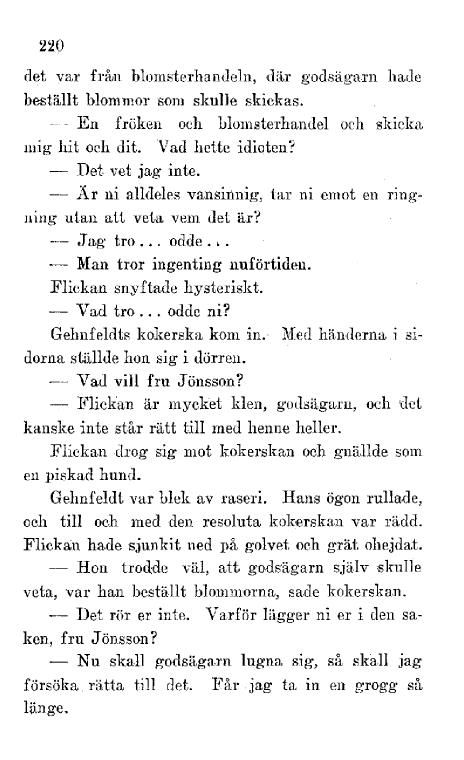 220
det var från blomsterhandeln, där godsägarn hade
beställt blommor som skulle skickas.
— En fröken och blomsterhandel och skicka
mig hit och dit. Vad hette idioten?
— Det vet jag inte.
— Är ni alldeles vansinnig, tar ni emot en ring-
ning utan att veta vem det är?
— Jag tro... odde...
— Man tror ingenting nuförtiden.
Flickan snyftade hysteriskt.
— Vad tro... odde ni?
Gehnfeldts kokerska kom in. Med händerna i si-
dorna ställde hon sig i dörren.
— Vad vill fru Jönsson?
— Flickan är mycket klen, godsägarn, och det
kanske inte står rätt till med henne heller.
Flickan drog sig mot kokerskan och gnällde som
en piskad hund.
Gehnfeldt var blek av raseri. Hans ögon rullade,
och till och med den resoluta kokerskan var rädd.
Flickan hade sjunkit ned på golvet och grät ohejdat.
— Hon trodde väl, att godsägarn själv skulle
veta, var han beställt blommorna, sade kokerskan.
— Det rör er inte. Varför lägger ni er i den sa-
ken, fru Jönsson?
— Nu skall godsägarn lugna sig, så skall jag
försöka rätta till det. Får jag ta in en grogg så
länge.